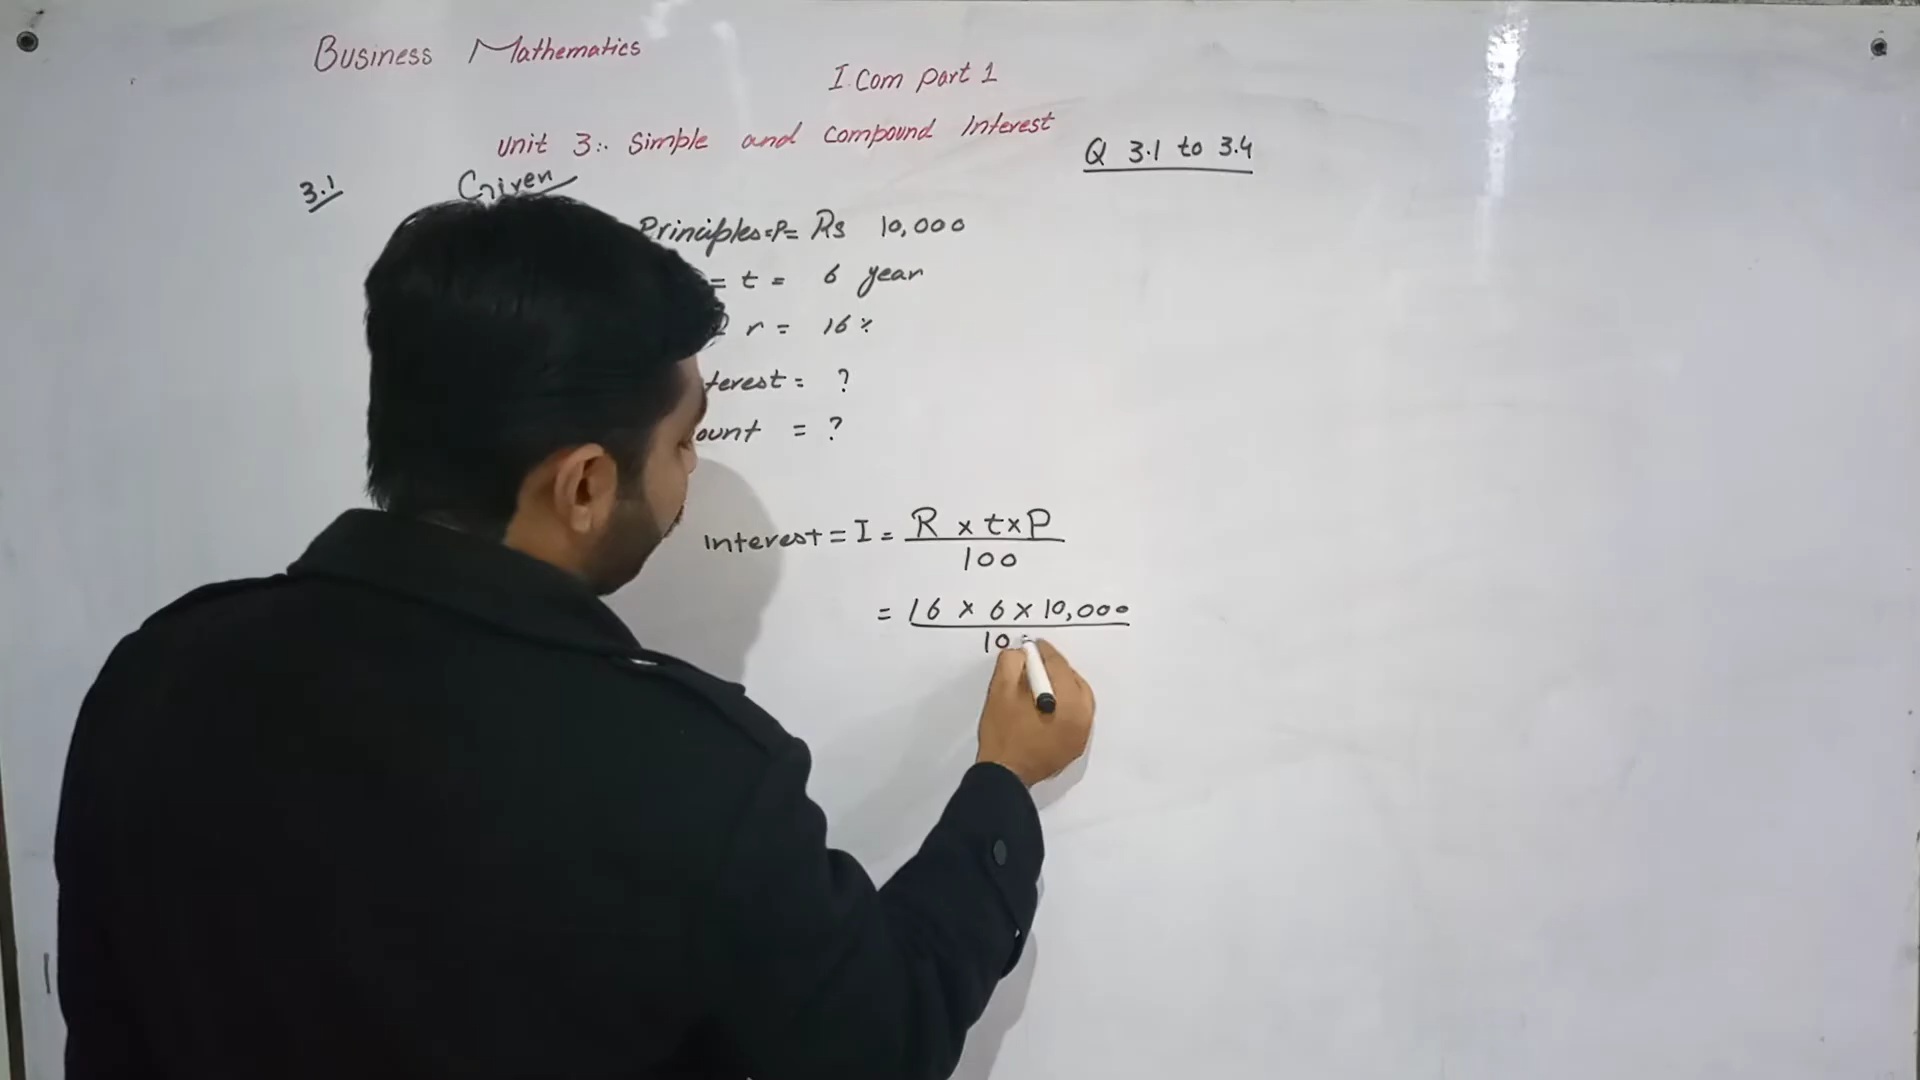 Business Mathematics
I.Com part 1
Unit 3:. Simple and Compound Interest
Q 3.1 to 3.4
3.1 Given
Principles=P= Rs 10,000
= t = 6 year
r = 16%
terest = ?
ount = ?
Interest = I = R × t × P
100
= 16 × 6 × 10,000
10